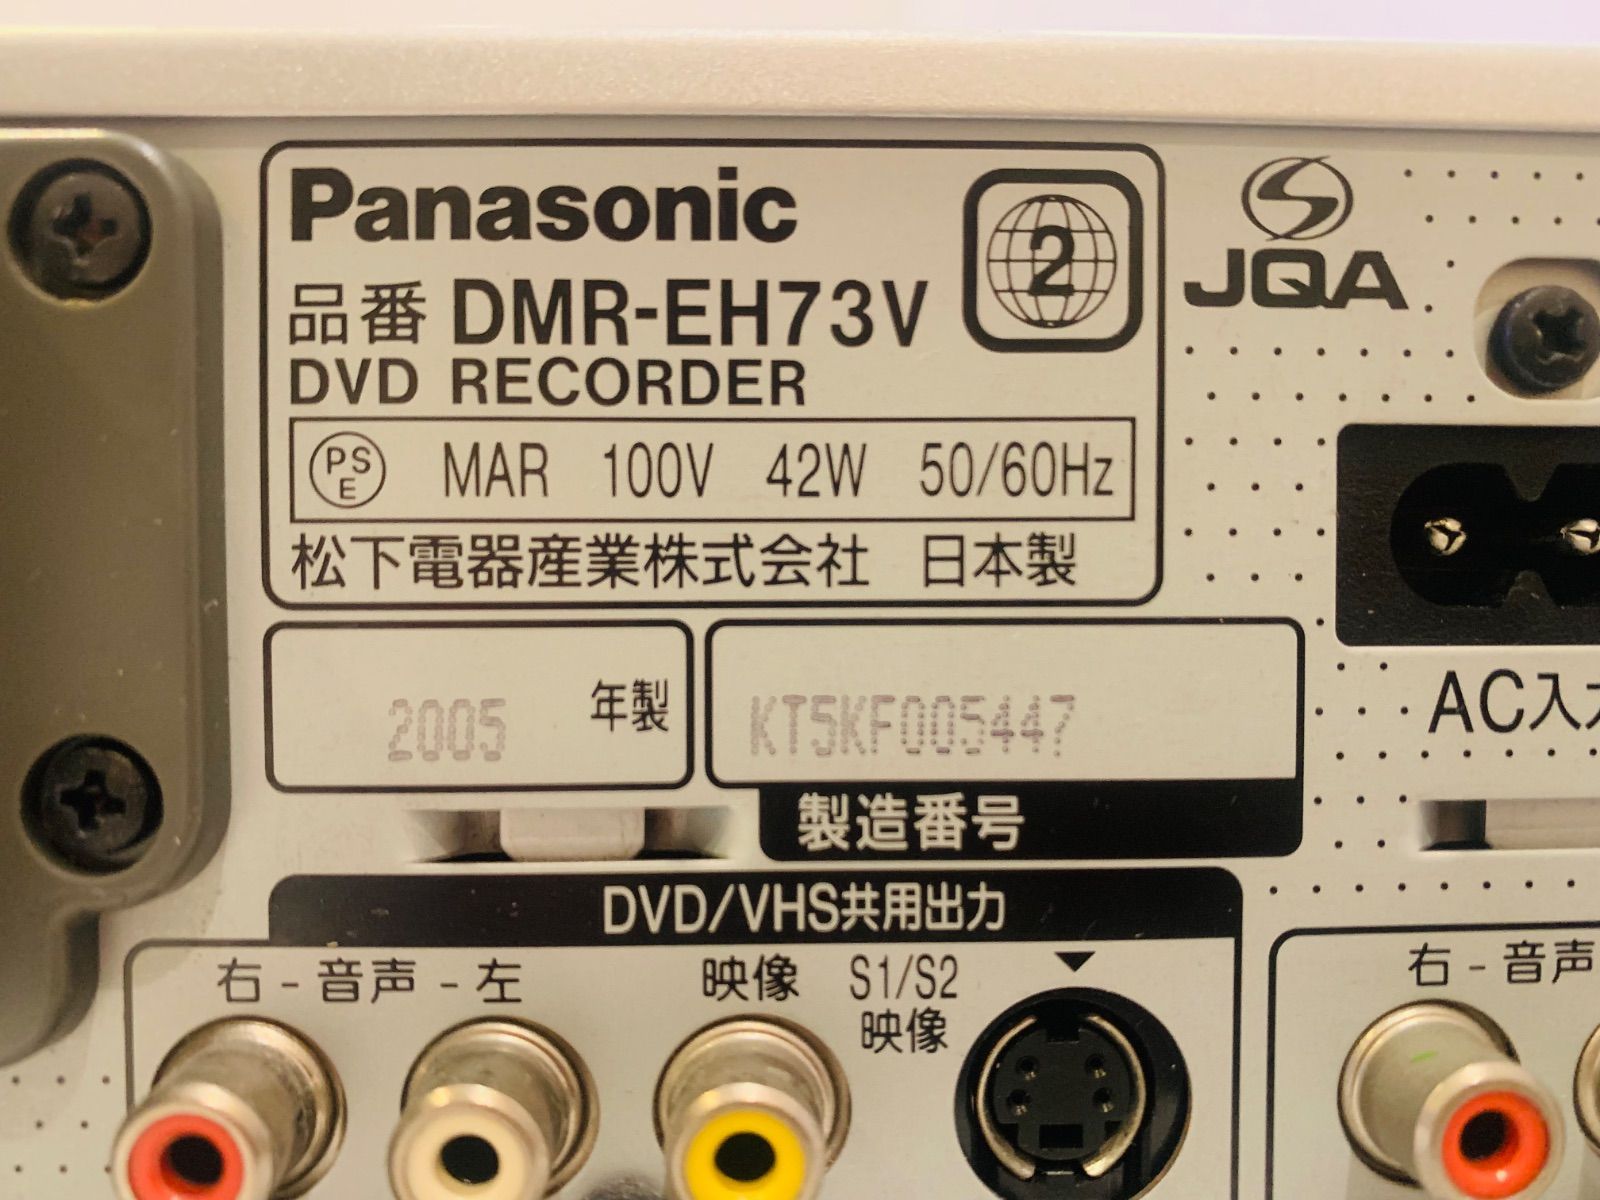 Panasonic
2
JQA
品番 DMR-EH73V
DVD RECORDER
PSE MAR 100V 42W 50/60Hz
松下電器産業株式会社 日本製
2005 年製
KT5KF005447
AC入力
製造番号
DVD/VHS共用出力
右-音声-左
映像
S1/S2
映像
右-音声